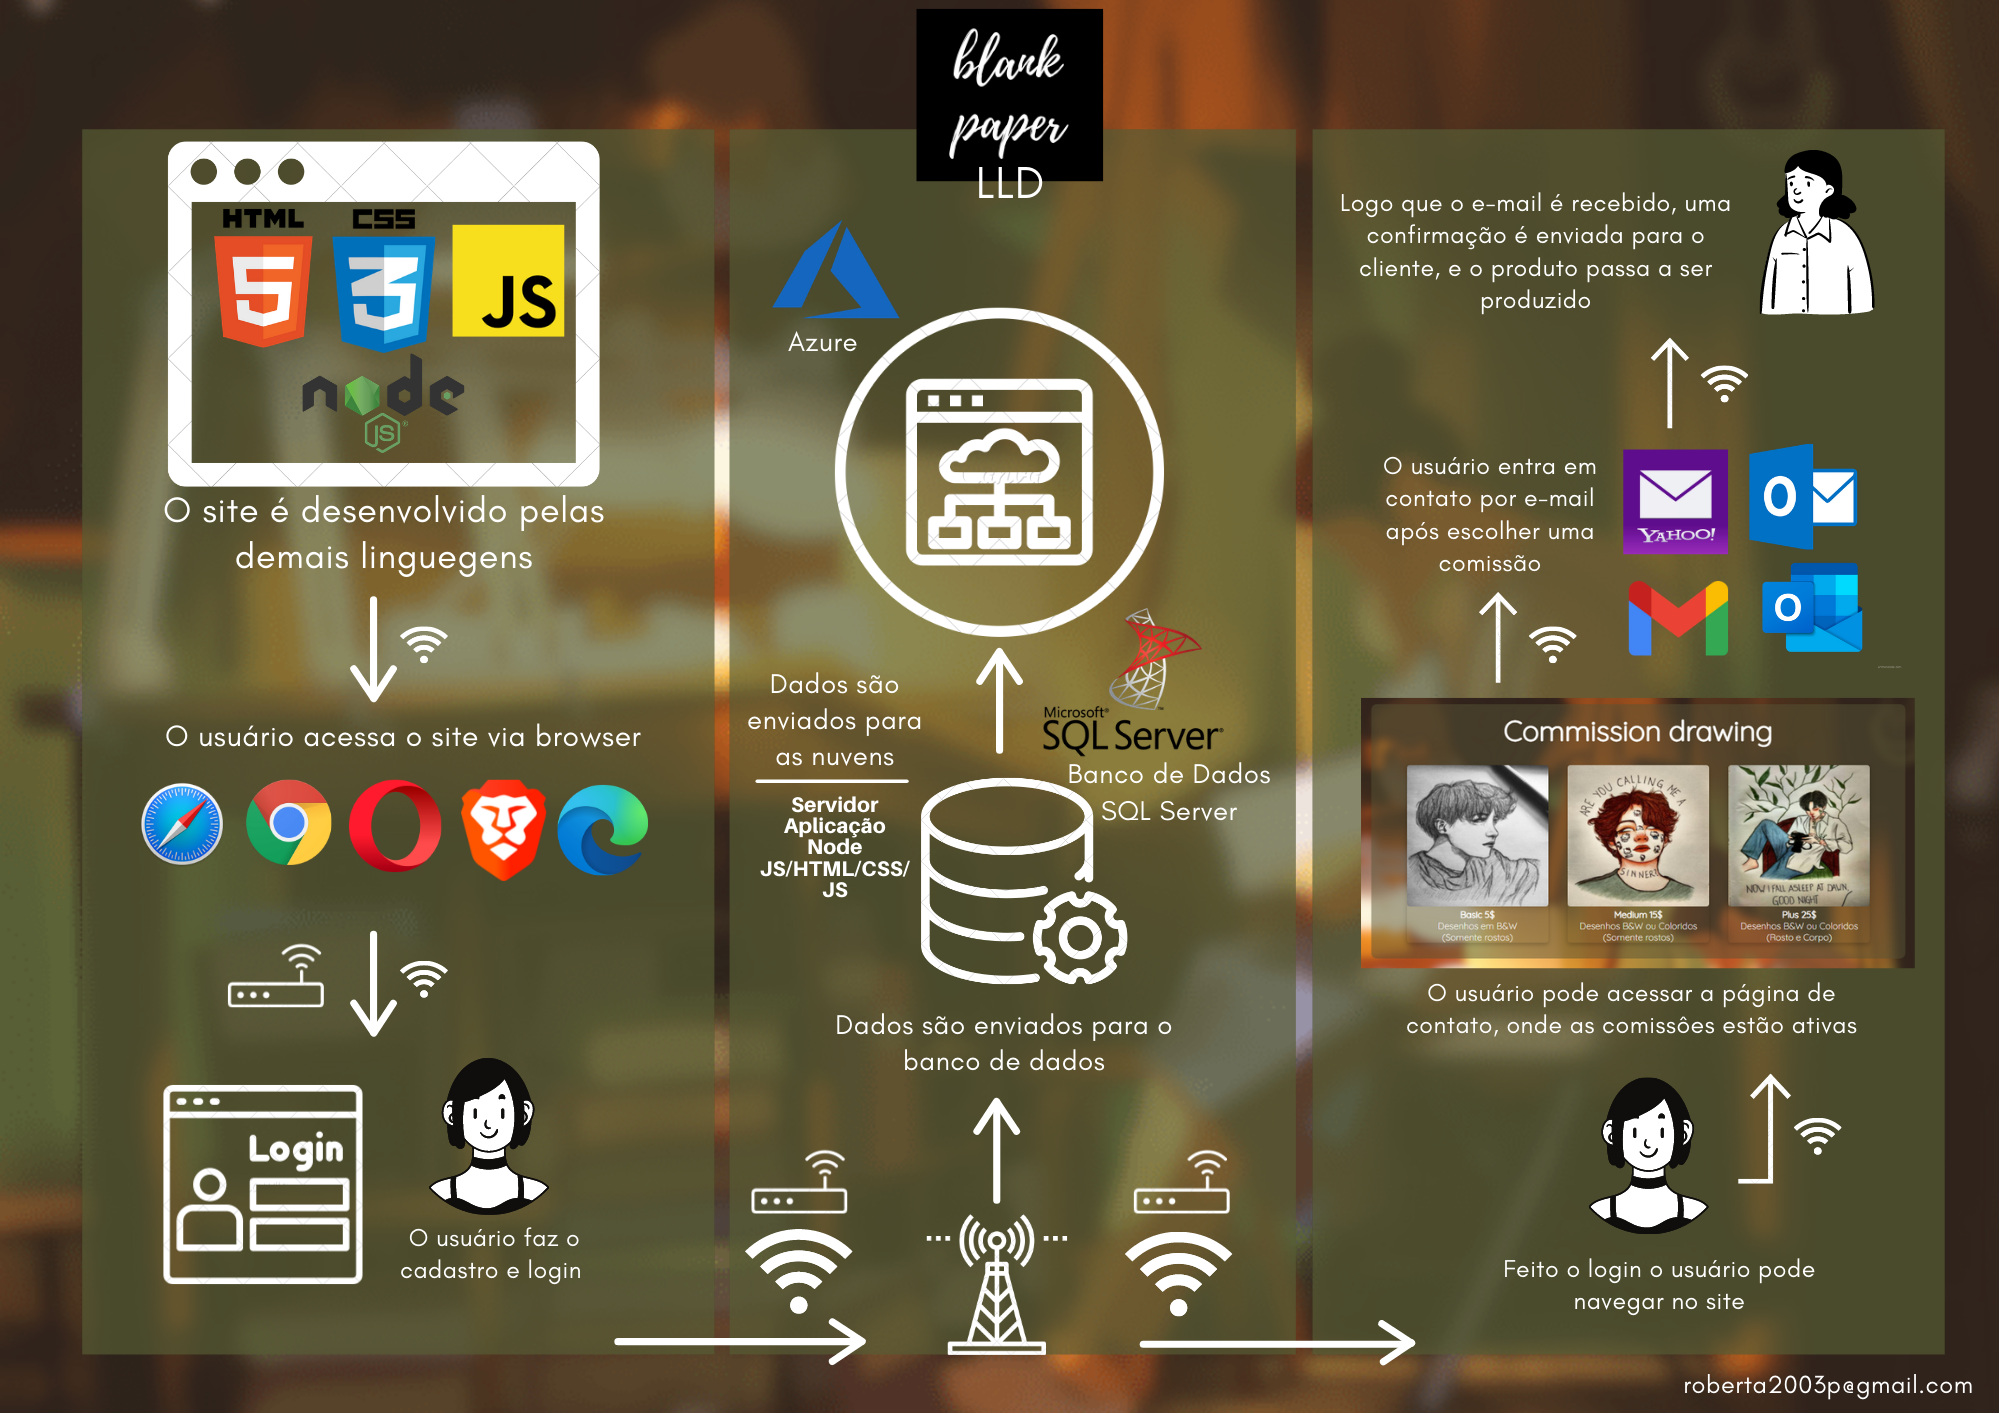 blank
paper
LLD
HTML
CSS
5
3
JS
node
JS
O site é desenvolvido pelas
demais linguegens
O usuário acessa o site via browser
Login
O usuário faz o
cadastro e login
Azure
Dados são
enviados para
as nuvens
Servidor
Aplicação
Node
JS/HTML/CSS/
JS
Microsoft
SQL Server
Banco de Dados
SQL Server
Dados são enviados para o
banco de dados
Logo que o e-mail é recebido, uma
confirmação é enviada para o
cliente, e o produto passa a ser
produzido
O usuário entra em
contato por e-mail
após escolher uma
comissão
YAHOO!
O
O
Commission drawing
ARE YOU CALLING ME A
SINNER?
NOW I FALL ASLEEP AT DAWN,
GOOD NIGHT
Basic 5$
Desenhos em B&W
(Somente rostos)
Medium 15$
Desenhos B&W ou Coloridos
(Somente rostos)
Plus 25$
Desenhos B&W ou Coloridos
(Rosto e Corpo)
O usuário pode acessar a página de
contato, onde as comissões estão ativas
Feito o login o usuário pode
navegar no site
roberta2003p@gmail.com